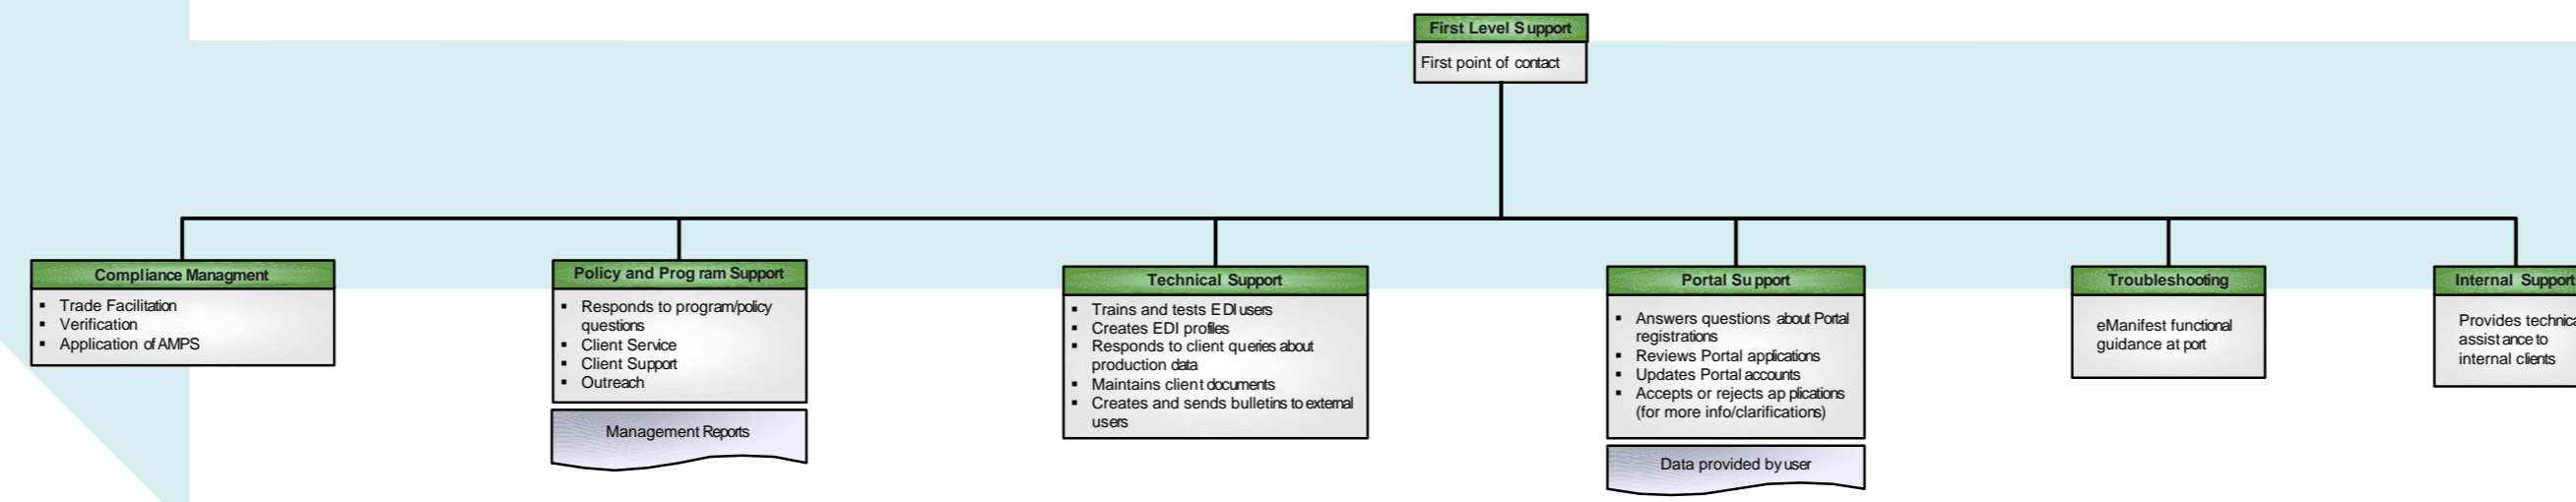 First Level Support
First point of contact
Compliance Managment
▪ Trade Facilitation
▪ Verification
▪ Application of AMPS
Policy and Program Support
▪ Responds to program/policy
questions
▪ Client Service
▪ Client Support
▪ Outreach
Management Reports
Technical Support
▪ Trains and tests EDI users
▪ Creates EDI profiles
▪ Responds to client queries about
production data
▪ Maintains client documents
▪ Creates and sends bulletins to external
users
Portal Support
▪ Answers questions about Portal
registrations
▪ Reviews Portal applications
▪ Updates Portal accounts
▪ Accepts or rejects applications
(for more info/clarifications)
Data provided by user
Troubleshooting
eManifest functional
guidance at port
Internal Support
Provides
assistance to
internal clients